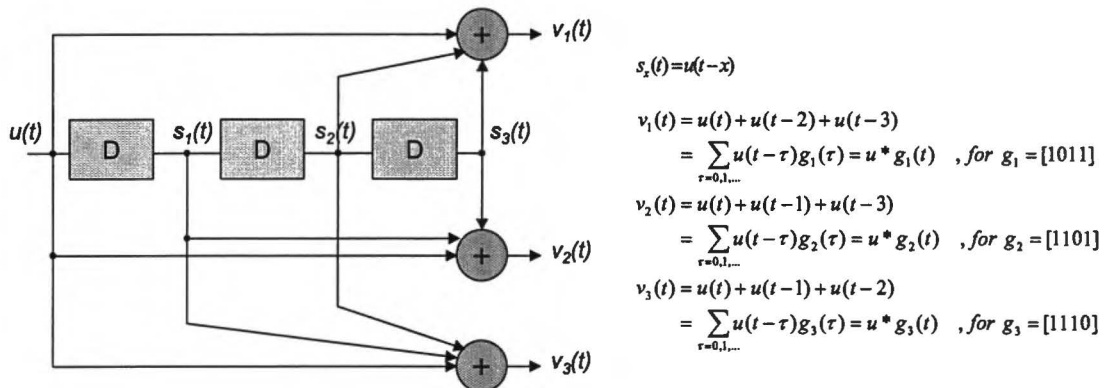 v1(t)
+
u(t)
D
s1(t)
D
s2(t)
D
s3(t)
+
v2(t)
+
v3(t)
sx(t)=u(t−x)
v1(t) = u(t)+u(t−2)+u(t−3)
= ∑ u(t−τ)g1(τ) = u * g1(t) , for g1 = [1011]
τ=0,1,...
v2(t) = u(t)+u(t−1)+u(t−3)
= ∑ u(t−τ)g2(τ) = u * g2(t) , for g2 = [1101]
τ=0,1,...
v3(t) = u(t)+u(t−1)+u(t−2)
= ∑ u(t−τ)g3(τ) = u * g3(t) , for g3 = [1110]
τ=0,1,...